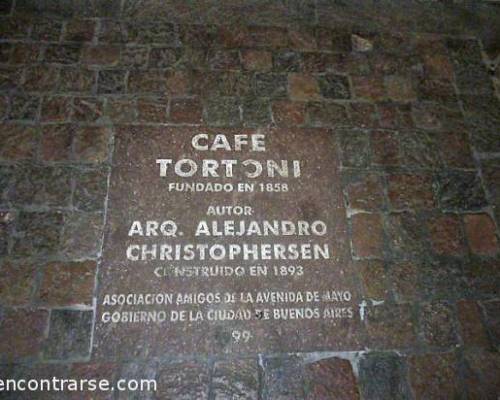 CAFE
TORTONI
FUNDADO EN 1858
AUTOR
ARQ. ALEJANDRO
CHRISTOPHERSEN
CONSTRUIDO EN 1893
ASOCIACION AMIGOS DE LA AVENIDA DE MAYO
GOBIERNO DE LA CIUDAD DE BUENOS AIRES
99
encontrarse.com